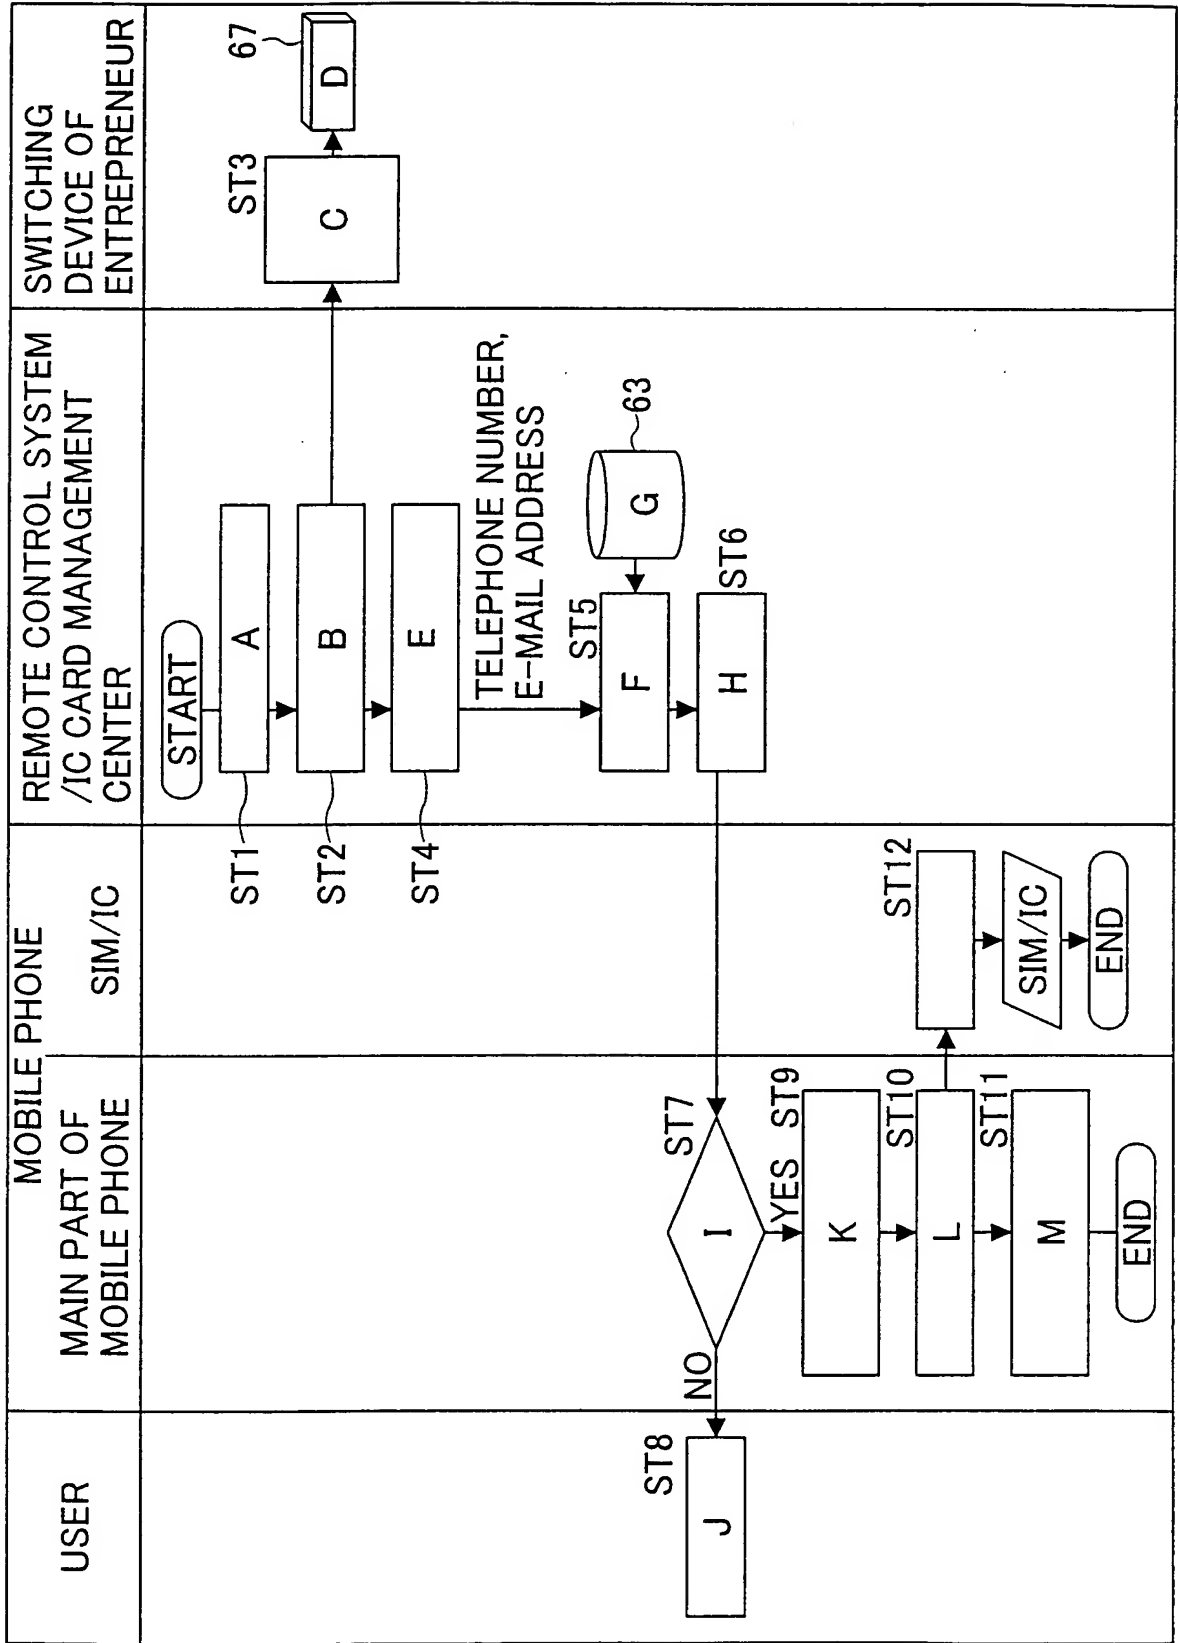 USER
MOBILE PHONE
MAIN PART OF
MOBILE PHONE
SIM/IC
REMOTE CONTROL SYSTEM
/IC CARD MANAGEMENT
CENTER
SWITCHING
DEVICE OF
ENTREPRENEUR
START
ST1
A
ST2
B
ST3
C
D
67
ST4
E
TELEPHONE NUMBER,
E-MAIL ADDRESS
ST5
F
G
63
H
ST6
ST7
I
NO
ST8
J
YES
ST9
K
ST10
L
ST11
M
END
ST12
SIM/IC
END